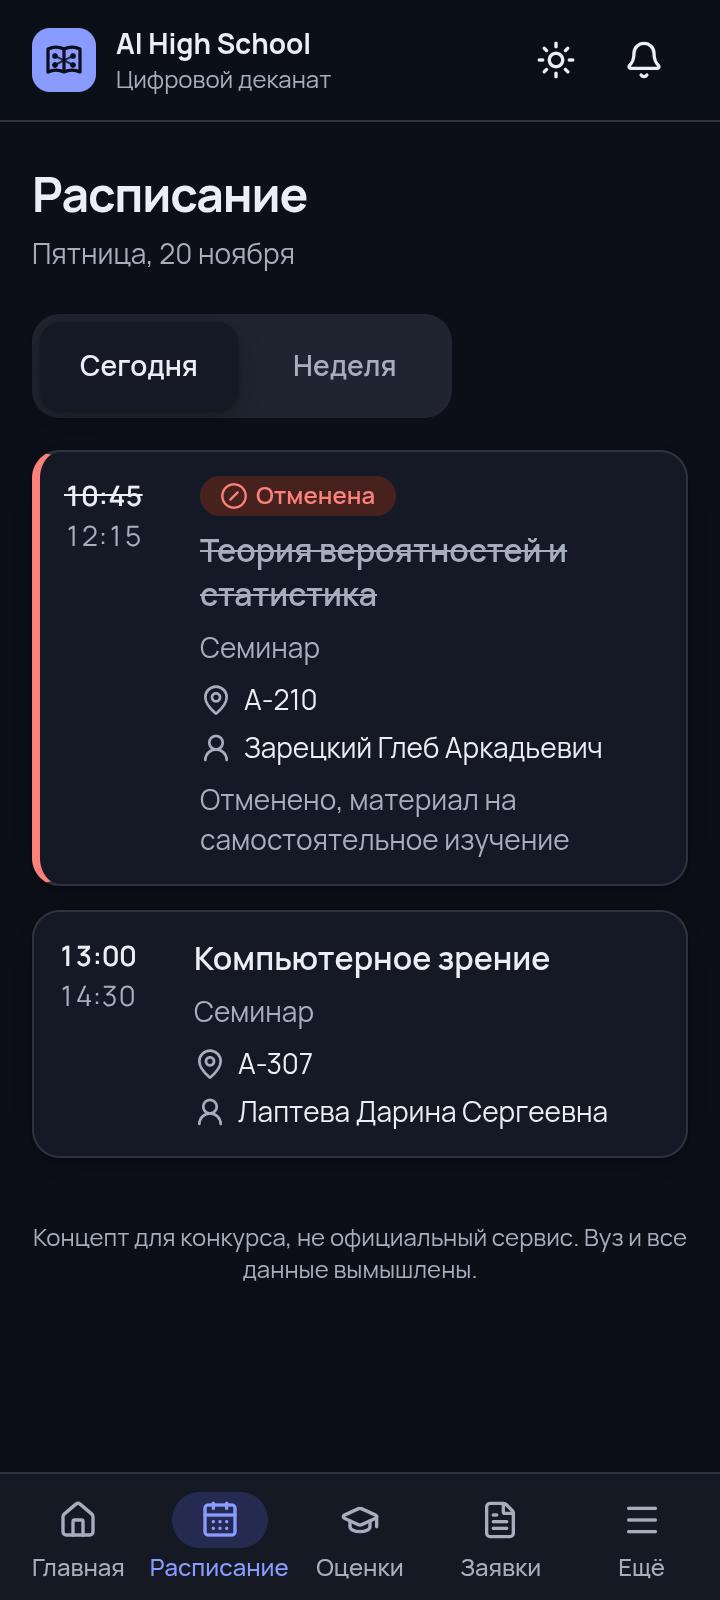 AI High School
Цифровой деканат
Расписание
Пятница, 20 ноября
Сегодня
Неделя
10:45
12:15
Отменена
Теория вероятностей и
статистика
Семинар
А-210
Зарецкий Глеб Аркадьевич
Отменено, материал на
самостоятельное изучение
13:00
14:30
Компьютерное зрение
Семинар
А-307
Лаптева Дарина Сергеевна
Концепт для конкурса, не официальный сервис. Вуз и все
данные вымышлены.
Главная
Расписание
Оценки
Заявки
Ещё